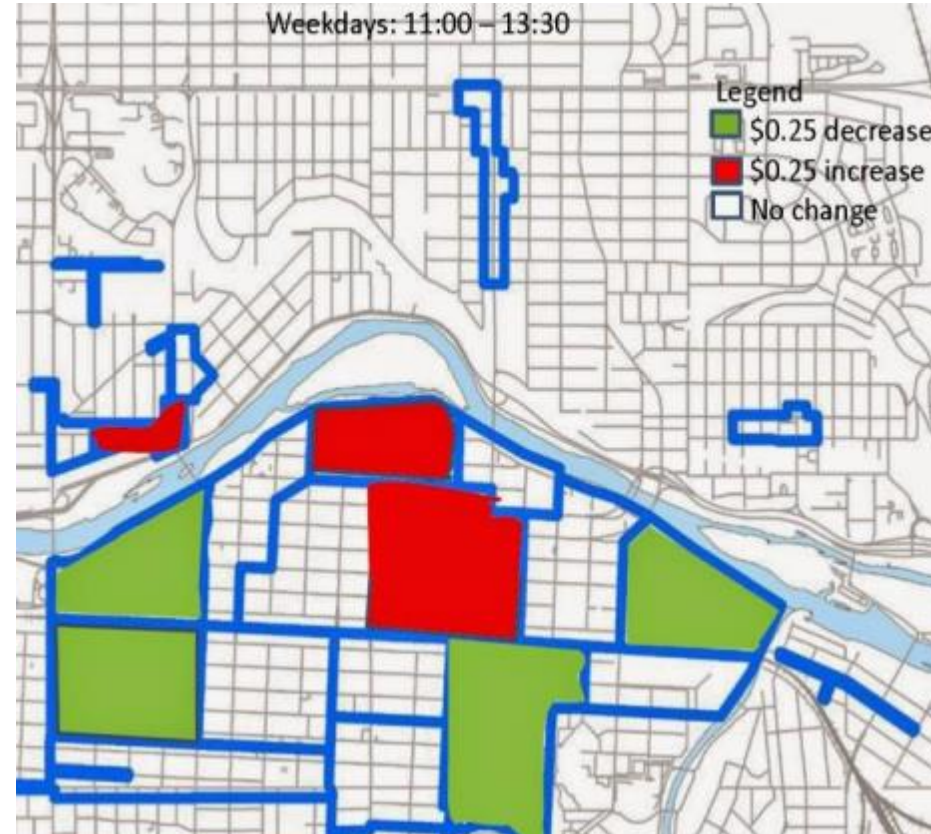 Weekdays: 11:00 – 13:30
Legend
$0.25 decrease
$0.25 increase
No change